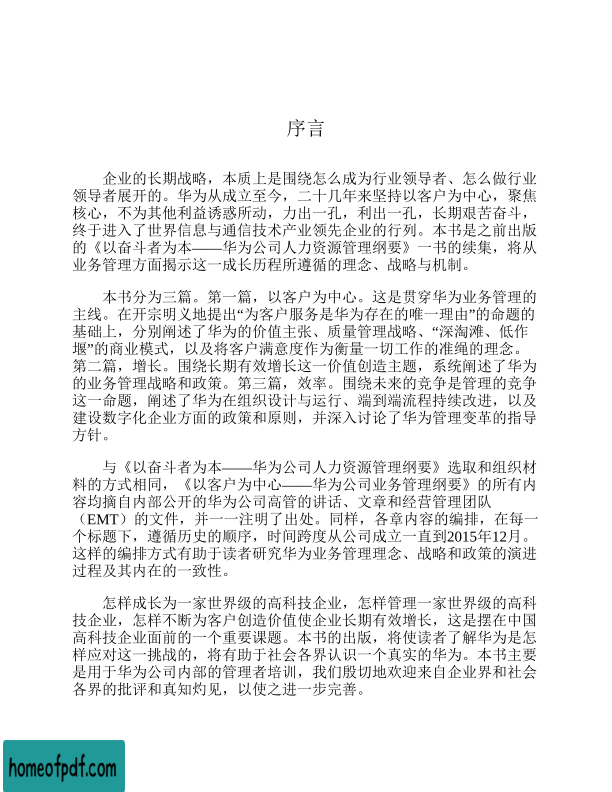 序言
企业的长期战略，本质上是围绕怎么成为行业领导者、怎么做行业
领导者展开的。华为从成立至今，二十几年来坚持以客户为中心，聚焦
核心，不为其他利益诱惑所动，力出一孔，利出一孔，长期艰苦奋斗，
终于进入了世界信息与通信技术产业领先企业的行列。本书是之前出版
的《以奋斗者为本——华为公司人力资源管理纲要》一书的续集，将从
业务管理方面揭示这一成长历程所遵循的理念、战略与机制。
本书分为三篇。第一篇，以客户为中心。这是贯穿华为业务管理的
主线。在开宗明义地提出“为客户服务是华为存在的唯一理由”的命题的
基础上，分别阐述了华为的价值主张、质量管理战略、“深淘滩、低作
堰”的商业模式，以及将客户满意度作为衡量一切工作的准绳的理念。
第二篇，增长。围绕长期有效增长这一价值创造主题，系统阐述了华为
的业务管理战略和政策。第三篇，效率。围绕未来的竞争是管理的竞争
这一命题，阐述了华为在组织设计与运行、端到端流程持续改进，以及
建设数字化企业方面的政策和原则，并深入讨论了华为管理变革的指导
方针。
与《以奋斗者为本——华为公司人力资源管理纲要》选取和组织材
料的方式相同，《以客户为中心——华为公司业务管理纲要》的所有内
容均摘自内部公开的华为公司高管的讲话、文章和经营管理团队
（EMT）的文件，并一一注明了出处。同样，各章内容的编排，在每一
个标题下，遵循历史的顺序，时间跨度从公司成立一直到2015年12月。
这样的编排方式有助于读者研究华为业务管理理念、战略和政策的演进
过程及其内在的一致性。
怎样成长为一家世界级的高科技企业，怎样管理一家世界级的高科
技企业，怎样不断为客户创造价值使企业长期有效增长，这是摆在中国
高科技企业面前的一个重要课题。本书的出版，将使读者了解华为是怎
样应对这一挑战的，将有助于社会各界认识一个真实的华为。本书主要
是用于华为公司内部的管理者培训，我们殷切地欢迎来自企业界和社会
各界的批评和真知灼见，以使之进一步完善。
homeofpdf.com